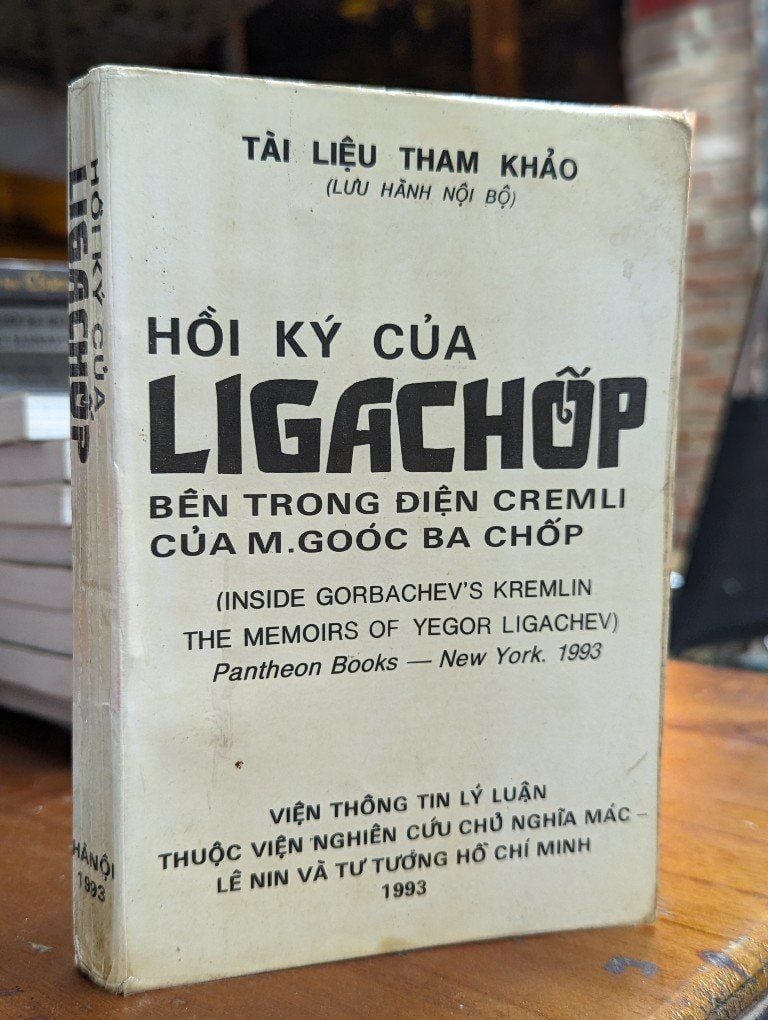 TÀI LIỆU THAM KHẢO
(LƯU HÀNH NỘI BỘ)
HỒI KÝ CỦA
LIGACHỐP
BÊN TRONG ĐIỆN CREMLI
CỦA M.GOÓC BA CHỐP
(INSIDE GORBACHEV'S KREMLIN
THE MEMOIRS OF YEGOR LIGACHEV)
Pantheon Books — New York. 1993
VIỆN THÔNG TIN LÝ LUẬN
THUỘC VIỆN NGHIÊN CỨU CHỦ NGHĨA MÁC –
LÊ NIN VÀ TƯ TƯỞNG HỒ CHÍ MINH
1993
HỒI KÝ CỦA
LIGACHỐP
HÀNỘI
1993